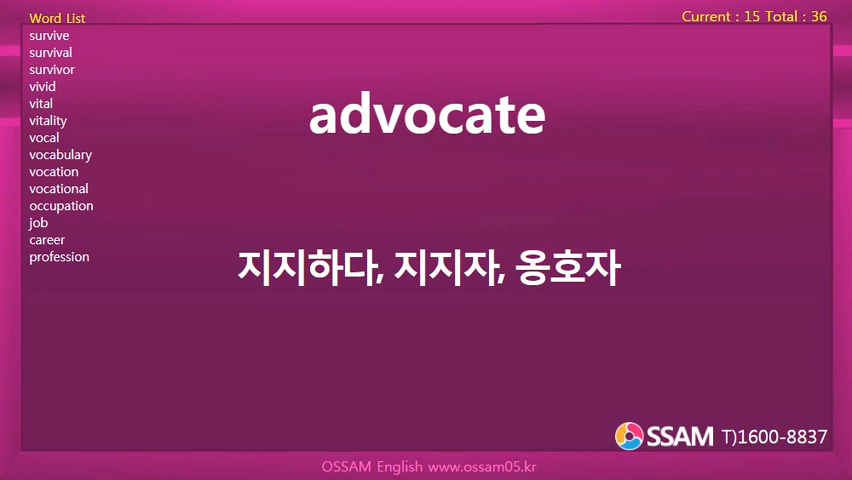 Word List
Current : 15 Total : 36
survive
survival
survivor
vivid
vital
vitality
vocal
vocabulary
vocation
vocational
occupation
job
career
profession
advocate
지지하다, 지지자, 옹호자
SSAM T)1600-8837
OSSAM English www.ossam05.kr